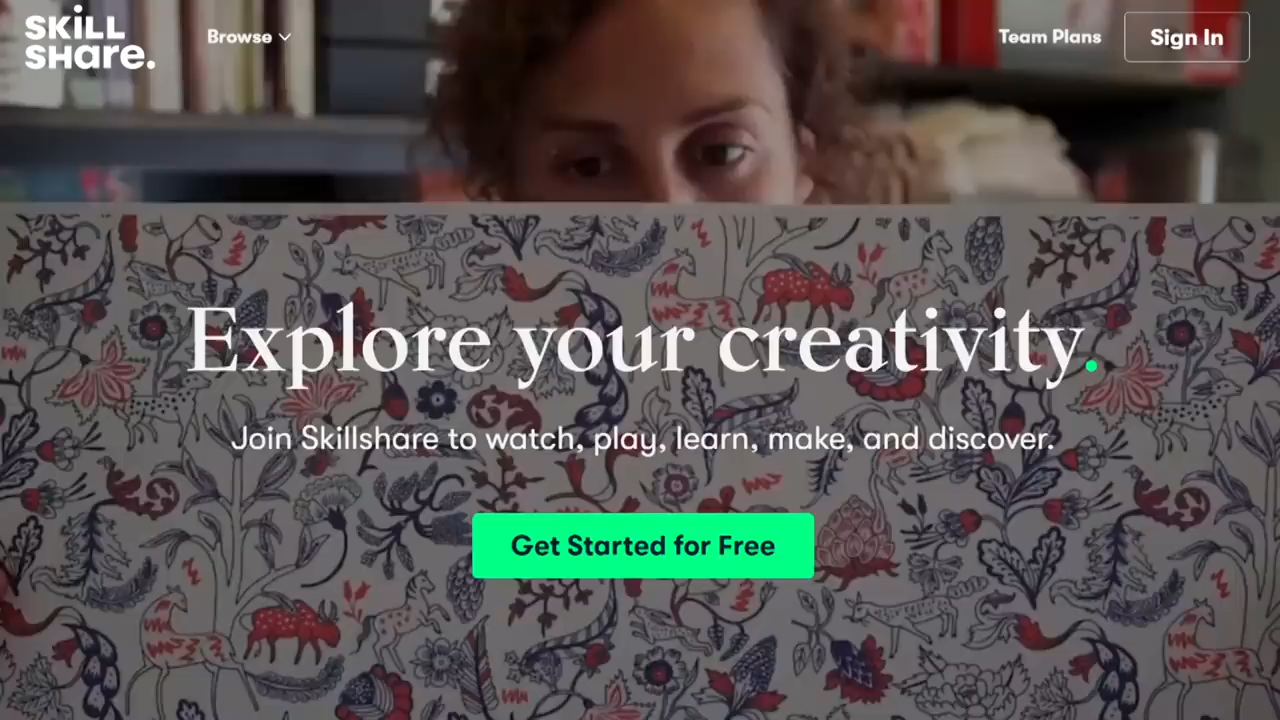 SKiLL
SHare.
Browse
Team Plans
Sign In
Explore your creativity.
Join Skillshare to watch, play, learn, make, and discover.
Get Started for Free